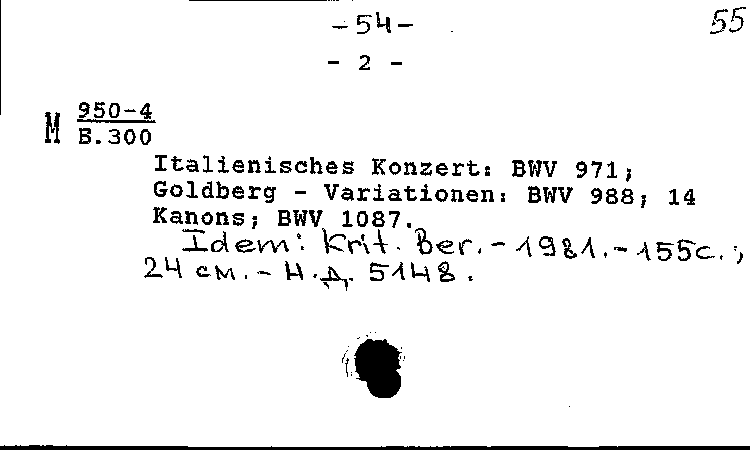 -54- 55
- 2 -
M 950-4
B.300
Italienisches Konzert: BWV 971;
Goldberg - Variationen: BWV 988; 14
Kanons; BWV 1087.
Idem: Krit. Ber. - 1981. - 155с.;
24 см. - Н.Д. 5148.